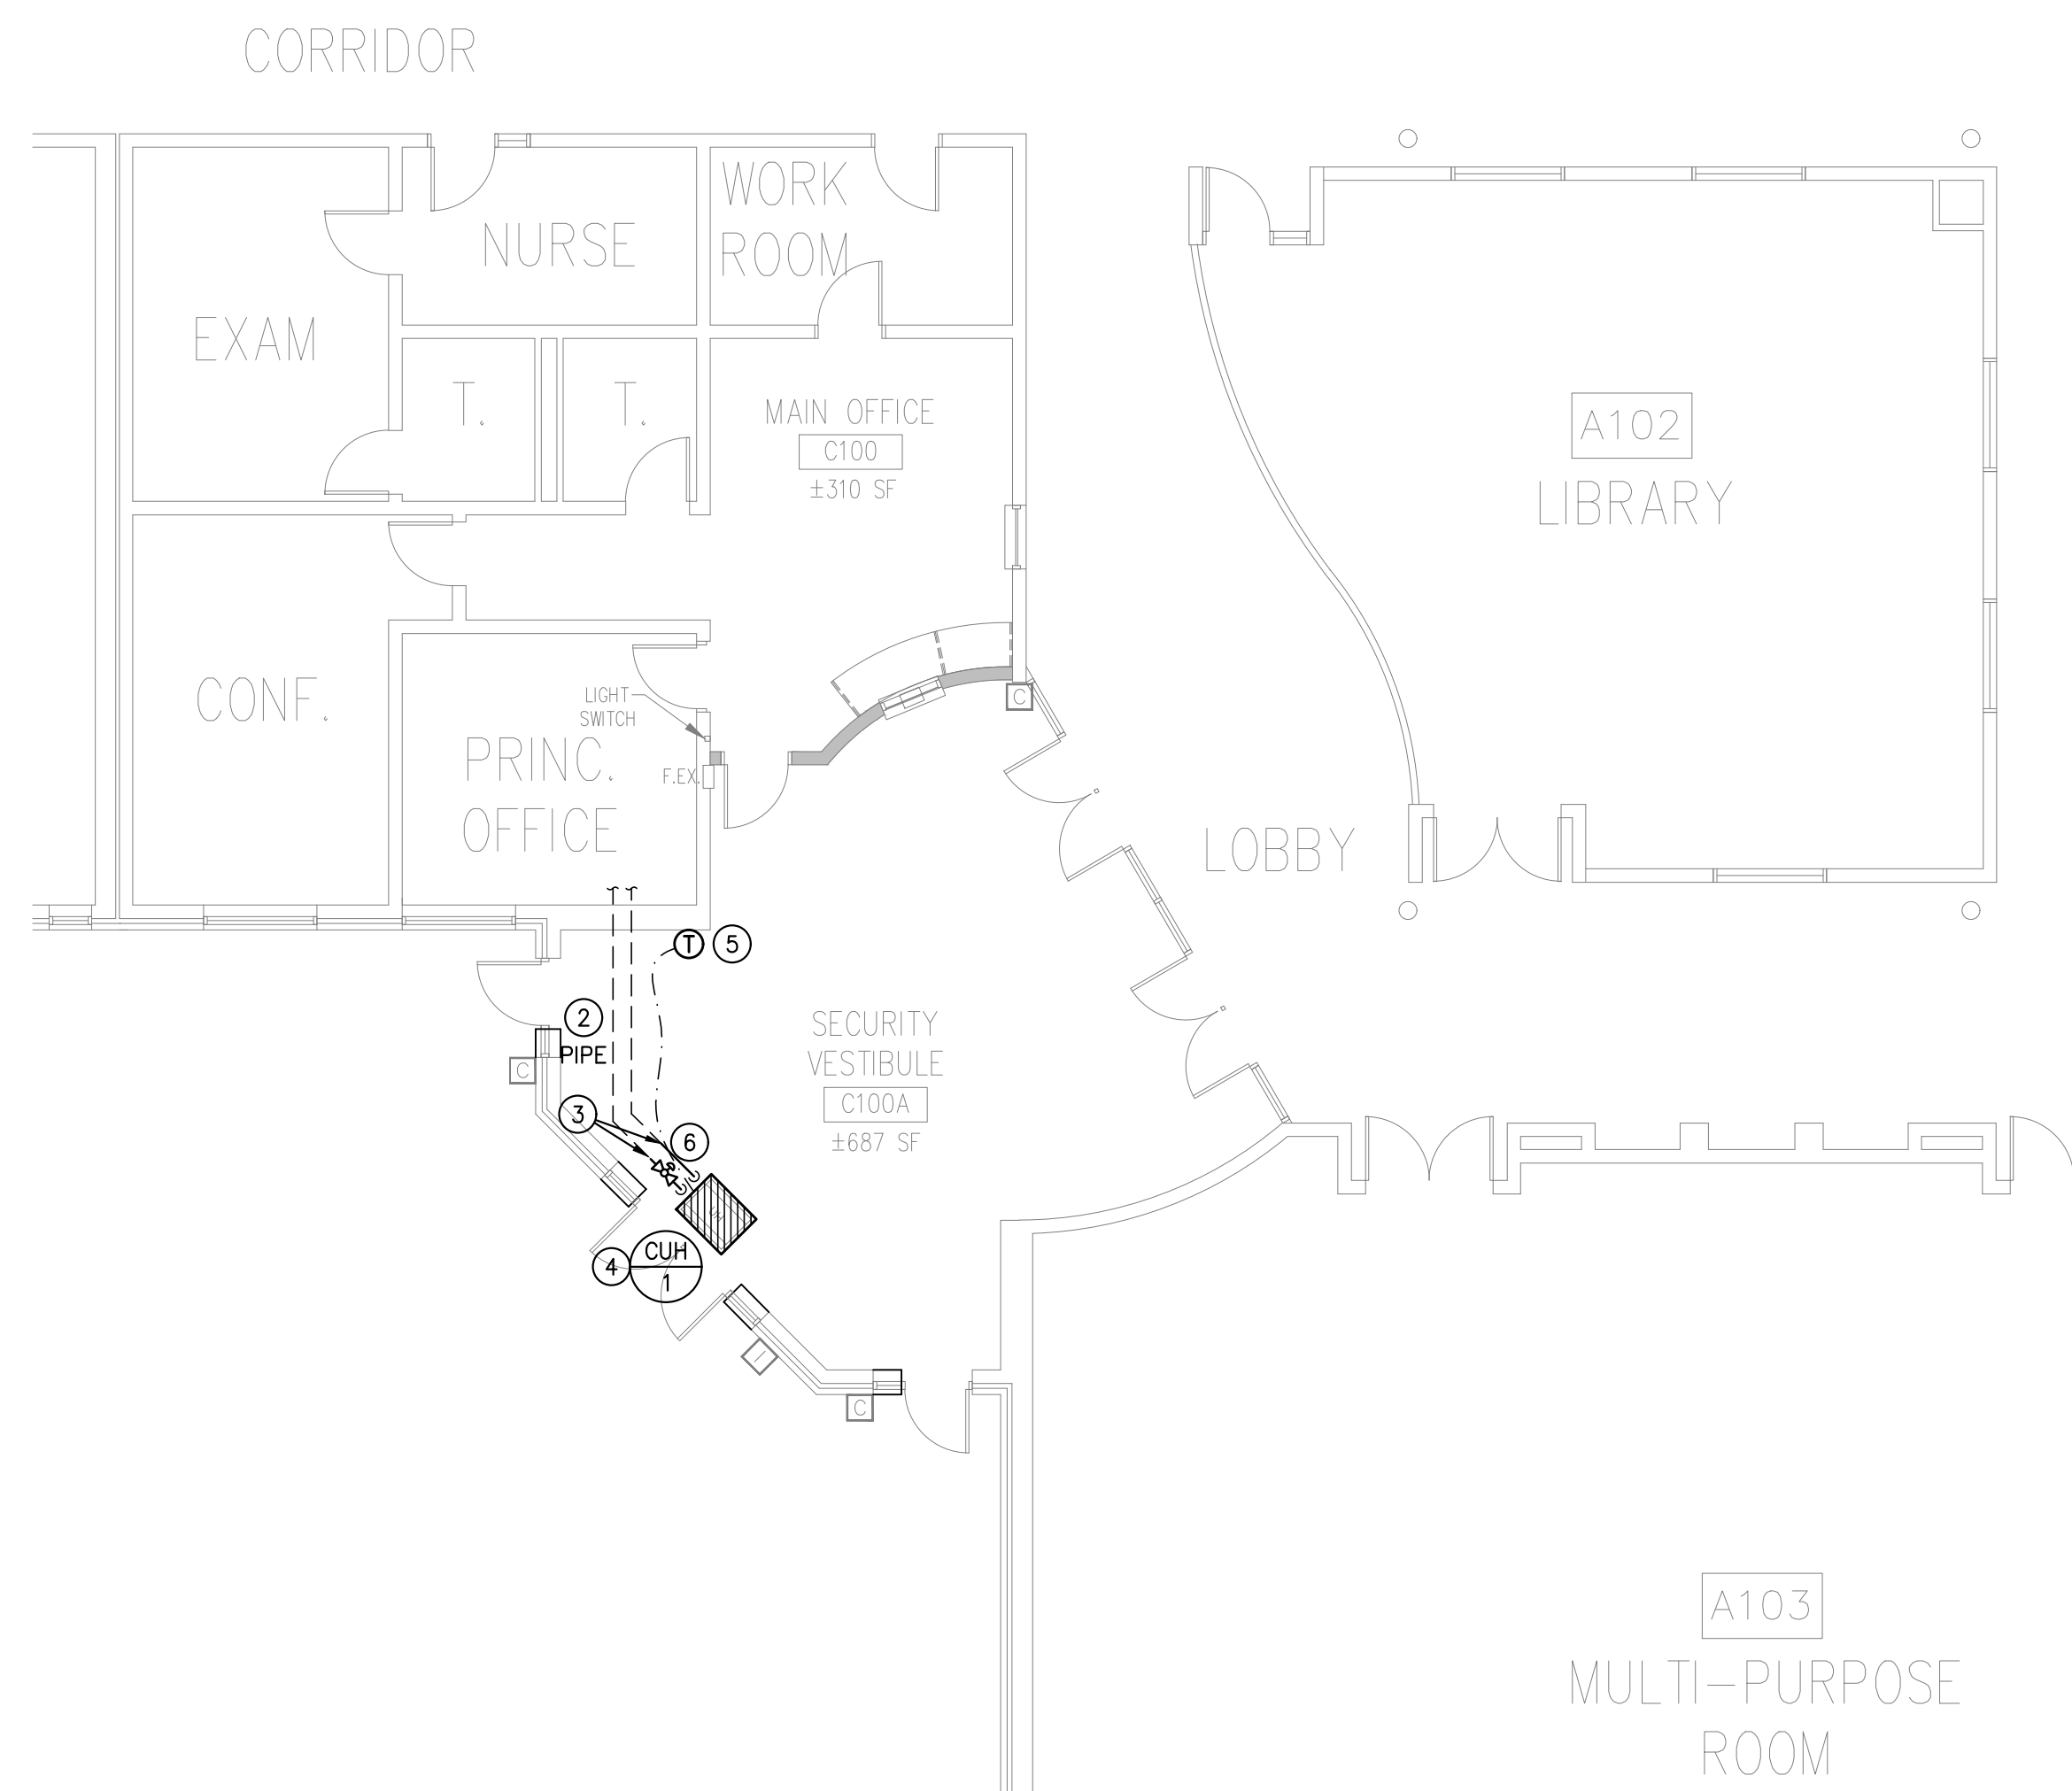 CORRIDOR
WORK
ROOM
NURSE
EXAM
T.
T.
MAIN OFFICE
C100
±310 SF
A102
LIBRARY
CONF.
LIGHT
SWITCH
C
PRINC.
OFFICE
F.EX.
LOBBY
T
5
2
PIPE
C
SECURITY
VESTIBULE
C100A
±687 SF
3
6
UH
4
CUH
1
I
C
A103
MULTI-PURPOSE
ROOM